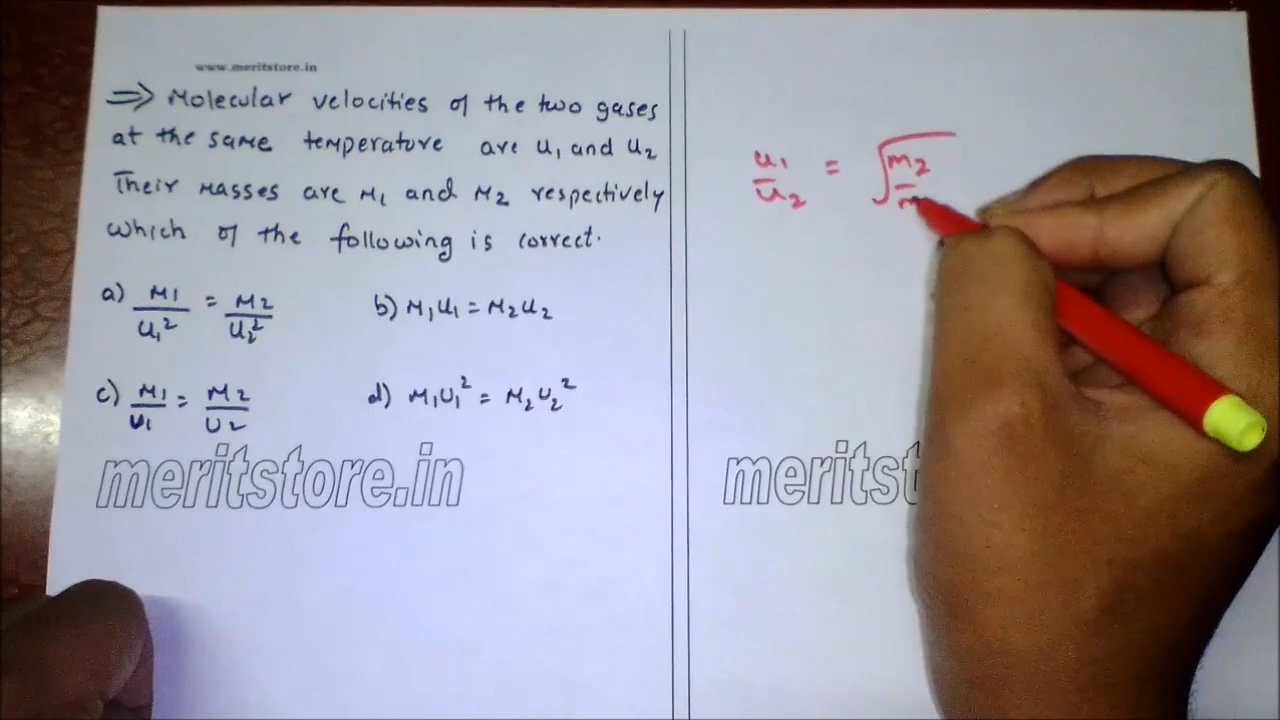 www.meritstore.in
⇒ Molecular velocities of the two gases
at the same temperature are u₁ and u₂
Their masses are M₁ and M₂ respectively
which of the following is correct.
a) M1/U₁² = M2/U₂²
b) M₁U₁ = M₂U₂
c) M1/U1 = M2/U2
d) M₁U₁² = M₂U₂²
meritstore.in
u₁/u₂ = √m₂/m
meritst